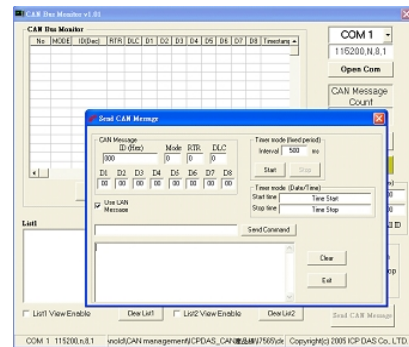 CAN Bus Monitor v1.01
CAN Bus Monitor
No MODE ID(Dec) RTR DLC D1 D2 D3 D4 D5 D6 D7 D8 Timestam
COM 1
115200,N,8,1
Open Com
CAN Message
Count
Send CAN Message
CAN Message
ID (Hex) Mode RTR DLC
000 0 0 0
D1 D2 D3 D4 D5 D6 D7 D8
00 00 00 00 00 00 00 00
Use CAN
Message
Timer mode (fixed period)
Interval 500 ms
Start Stop
Timer mode (Date/Time)
Start time Time Start
Stop time Time Stop
Send Command
Clear
Exit
List1
ID
List1 View Enable Clear List1 List2 View Enable Clear List2 Send CAN Message
COM 1 115200,n,8,1 Copyright(c) 2005 ICP DAS Co., LTD.